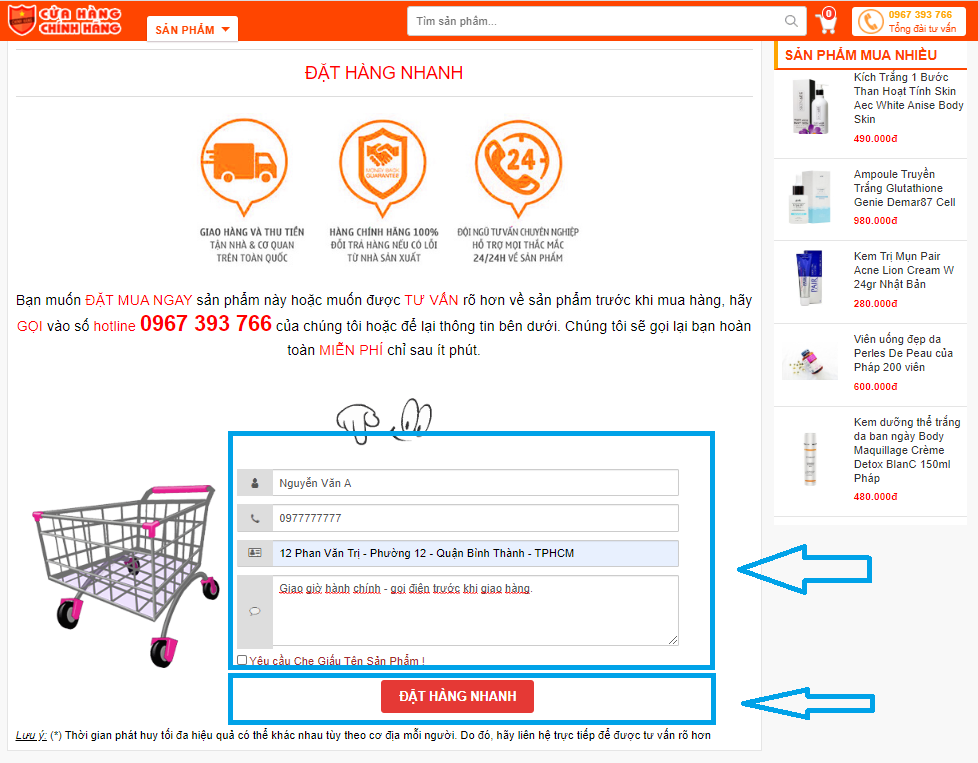 CỬA HÀNG
CHÍNH HÃNG
SẢN PHẨM
Tìm sản phẩm...
0
0967 393 766
Tổng đài tư vấn
ĐẶT HÀNG NHANH
MONEY BACK
GUARANTEE
24
GIAO HÀNG VÀ THU TIỀN
TẬN NHÀ & CƠ QUAN
TRÊN TOÀN QUỐC
HÀNG CHÍNH HÃNG 100%
ĐỔI TRẢ HÀNG NẾU CÓ LỖI
TỪ NHÀ SẢN XUẤT
ĐỘI NGŨ TƯ VẤN CHUYÊN NGHIỆP
HỖ TRỢ MỌI THẮC MẮC
24/24H VỀ SẢN PHẨM
Bạn muốn ĐẶT MUA NGAY sản phẩm này hoặc muốn được TƯ VẤN rõ hơn về sản phẩm trước khi mua hàng, hãy
GỌI vào số hotline 0967 393 766 của chúng tôi hoặc để lại thông tin bên dưới. Chúng tôi sẽ gọi lại bạn hoàn
toàn MIỄN PHÍ chỉ sau ít phút.
Nguyễn Văn A
0977777777
12 Phan Văn Trị - Phường 12 - Quận Bình Thành - TPHCM
Giao giờ hành chính - gọi điện trước khi giao hàng.
Yêu cầu Che Giấu Tên Sản Phẩm !
ĐẶT HÀNG NHANH
Lưu ý: (*) Thời gian phát huy tối đa hiệu quả có thể khác nhau tùy theo cơ địa mỗi người. Do đó, hãy liên hệ trực tiếp để được tư vấn rõ hơn
SẢN PHẨM MUA NHIỀU
Kích Trắng 1 Bước
Than Hoạt Tính Skin
Aec White Anise Body
Skin
490.000đ
Ampoule Truyền
Trắng Glutathione
Genie Demar87 Cell
980.000đ
Kem Trị Mụn Pair
Acne Lion Cream W
24gr Nhật Bản
280.000đ
PAIR
Viên uống đẹp da
Perles De Peau của
Pháp 200 viên
600.000đ
Kem dưỡng thể trắng
da ban ngày Body
Maquillage Crème
Detox BlanC 150ml
Pháp
480.000đ